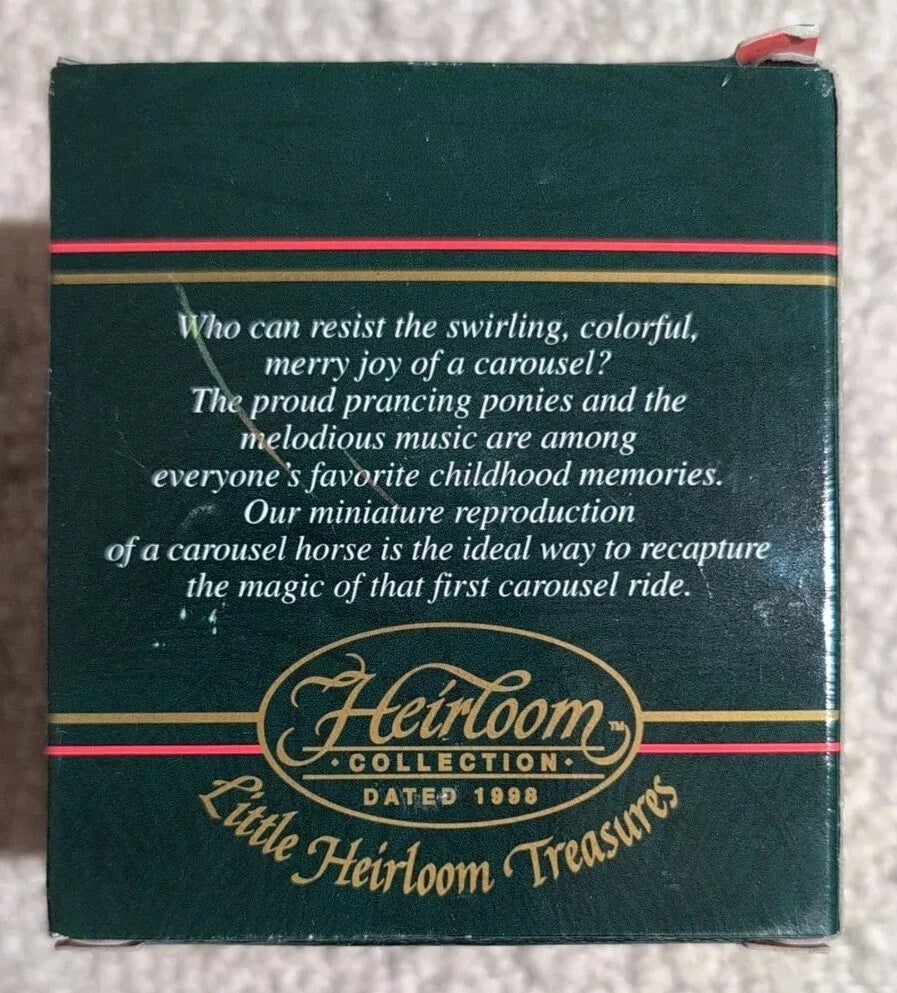 Who can resist the swirling, colorful,
merry joy of a carousel?
The proud prancing ponies and the
melodious music are among
everyone's favorite childhood memories.
Our miniature reproduction
of a carousel horse is the ideal way to recapture
the magic of that first carousel ride.
Heirloom™
·COLLECTION·
DATED 1998
Little Heirloom Treasures